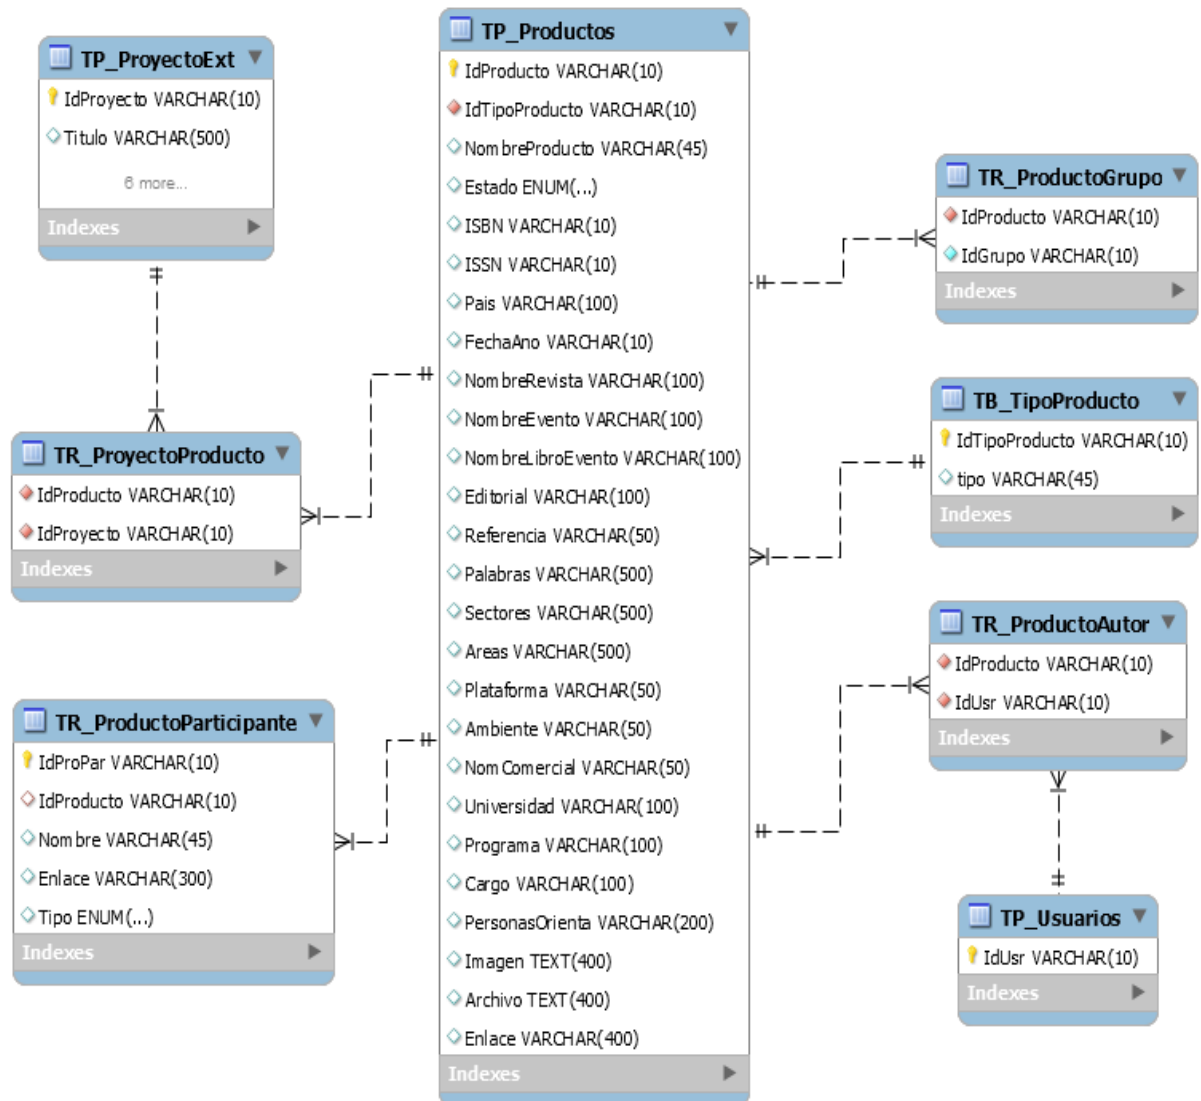 TP_ProyectoExt
IdProyecto VARCHAR(10)
Titulo VARCHAR(500)
6 more...
Indexes
TR_ProyectoProducto
IdProducto VARCHAR(10)
IdProyecto VARCHAR(10)
Indexes
TR_ProductoParticipante
IdProPar VARCHAR(10)
IdProducto VARCHAR(10)
Nombre VARCHAR(45)
Enlace VARCHAR(300)
Tipo ENUM(...)
Indexes
TP_Productos
IdProducto VARCHAR(10)
IdTipoProducto VARCHAR(10)
NombreProducto VARCHAR(45)
Estado ENUM(...)
ISBN VARCHAR(10)
ISSN VARCHAR(10)
Pais VARCHAR(100)
FechaAno VARCHAR(10)
NombreRevista VARCHAR(100)
NombreEvento VARCHAR(100)
NombreLibroEvento VARCHAR(100)
Editorial VARCHAR(100)
Referencia VARCHAR(50)
Palabras VARCHAR(500)
Sectores VARCHAR(500)
Areas VARCHAR(500)
Plataforma VARCHAR(50)
Ambiente VARCHAR(50)
NomComercial VARCHAR(50)
Universidad VARCHAR(100)
Programa VARCHAR(100)
Cargo VARCHAR(100)
PersonasOrienta VARCHAR(200)
Imagen TEXT(400)
Archivo TEXT(400)
Enlace VARCHAR(400)
Indexes
TR_ProductoGrupo
IdProducto VARCHAR(10)
IdGrupo VARCHAR(10)
Indexes
TB_TipoProducto
IdTipoProducto VARCHAR(10)
tipo VARCHAR(45)
Indexes
TR_ProductoAutor
IdProducto VARCHAR(10)
IdUsr VARCHAR(10)
Indexes
TP_Usuarios
IdUsr VARCHAR(10)
Indexes